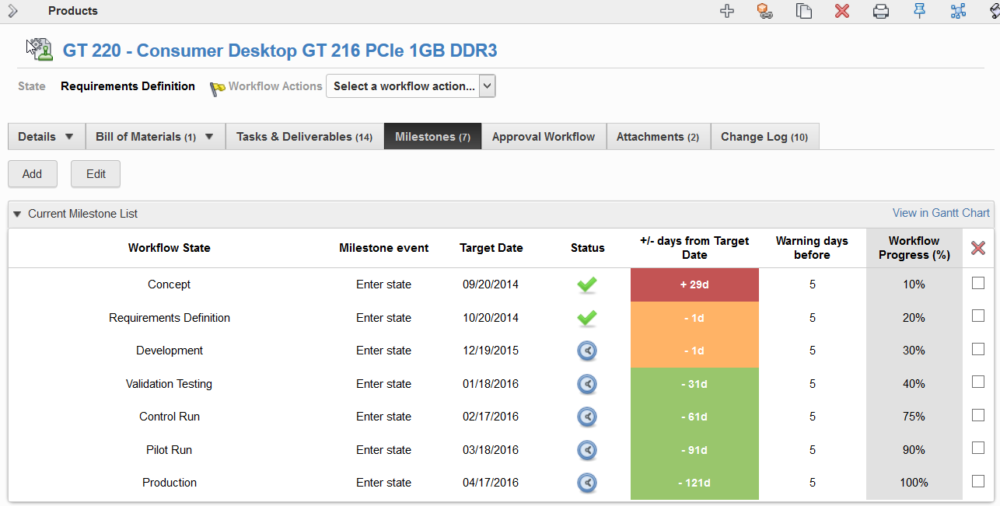 Products
GT 220 - Consumer Desktop GT 216 PCIe 1GB DDR3
State Requirements Definition Workflow Actions Select a workflow action...
Details Bill of Materials (1) Tasks & Deliverables (14) Milestones (7) Approval Workflow Attachments (2) Change Log (10)
Add Edit
Current Milestone List View in Gantt Chart
Workflow State Milestone event Target Date Status +/- days from Target Date Warning days before Workflow Progress (%)
Concept Enter state 09/20/2014 + 29d 5 10%
Requirements Definition Enter state 10/20/2014 - 1d 5 20%
Development Enter state 12/19/2015 - 1d 5 30%
Validation Testing Enter state 01/18/2016 - 31d 5 40%
Control Run Enter state 02/17/2016 - 61d 5 75%
Pilot Run Enter state 03/18/2016 - 91d 5 90%
Production Enter state 04/17/2016 - 121d 5 100%